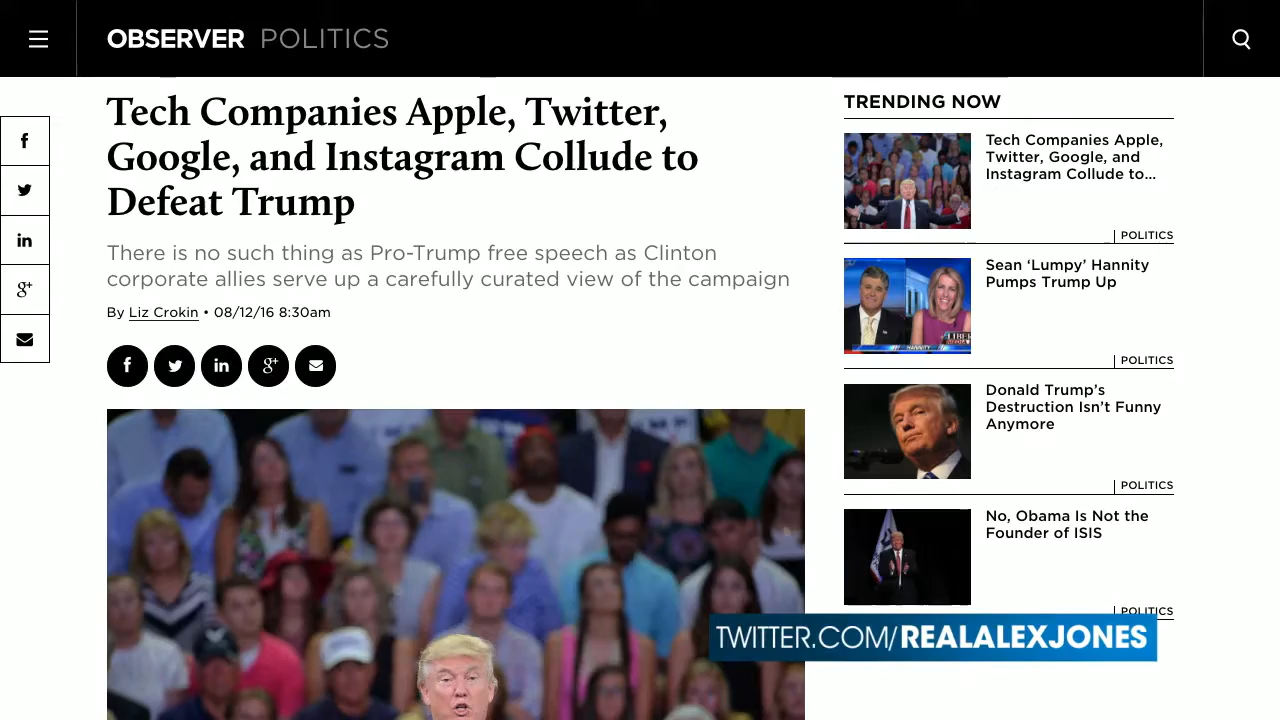 OBSERVER POLITICS
Tech Companies Apple, Twitter,
Google, and Instagram Collude to
Defeat Trump
There is no such thing as Pro-Trump free speech as Clinton
corporate allies serve up a carefully curated view of the campaign
By Liz Crokin • 08/12/16 8:30am
TRENDING NOW
Tech Companies Apple,
Twitter, Google, and
Instagram Collude to...
POLITICS
Sean ‘Lumpy’ Hannity
Pumps Trump Up
HANNITY
POLITICS
Donald Trump’s
Destruction Isn’t Funny
Anymore
POLITICS
No, Obama Is Not the
Founder of ISIS
POLITICS
TWITTER.COM/REALALEXJONES